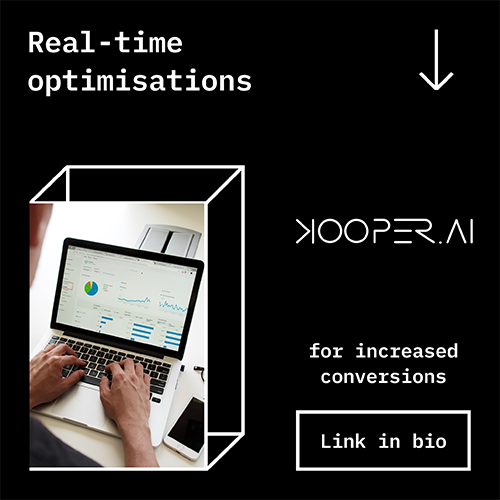 Real-time
optimisations
KOOPER.AI
for increased
conversions
Link in bio